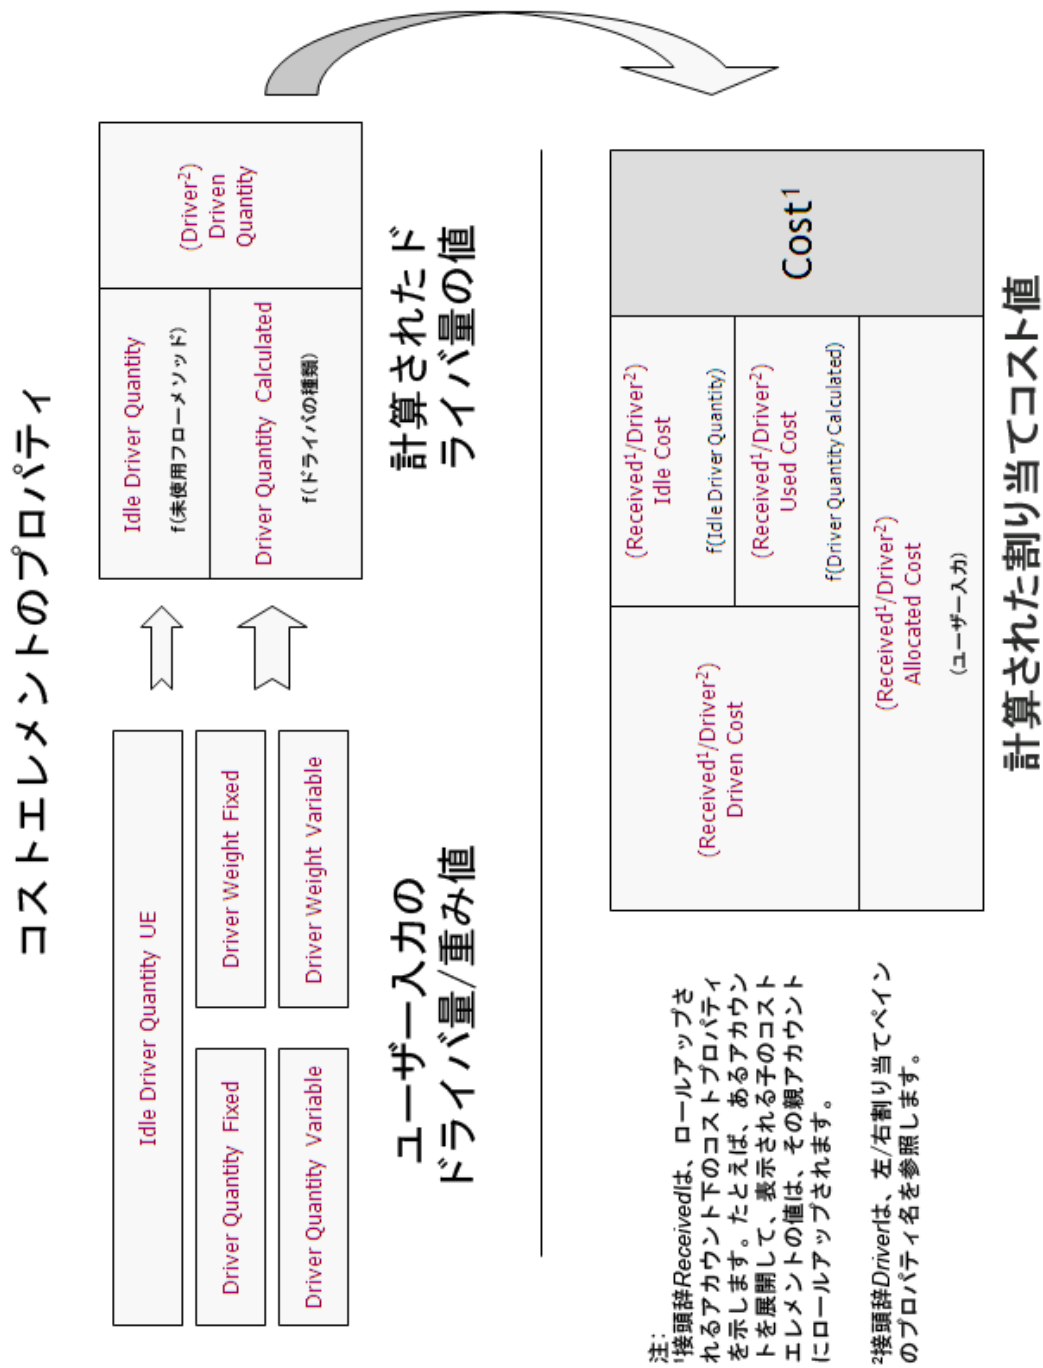 コストエレメントのプロパティ
Idle Driver Quantity UE
Driver Quantity Fixed
Driver Weight Fixed
Driver Quantity Variable
Driver Weight Variable
ユーザー入力の
ドライバ量/重み値
Idle Driver Quantity
f(未使用フローメソッド)
Driver Quantity Calculated
f(ドライバの種類)
(Driver²)
Driven
Quantity
計算されたド
ライバ量の値
(Received¹/Driver²)
Driven Cost
(Received¹/Driver²)
Idle Cost
f(Idle Driver Quantity)
(Received¹/Driver²)
Used Cost
f(Driver Quantity Calculated)
(Received¹/Driver²)
Allocated Cost
(ユーザー入力)
Cost¹
計算された割り当てコスト値
注:
¹接頭辞Receivedは、ロールアップさ
れるアカウント下のコストプロパティ
を示します。たとえば、あるアカウン
トを展開して、表示される子のコスト
エレメントの値は、その親アカウント
にロールアップされます。
²接頭辞Driverは、左/右割り当てペイン
のプロパティ名を参照します。